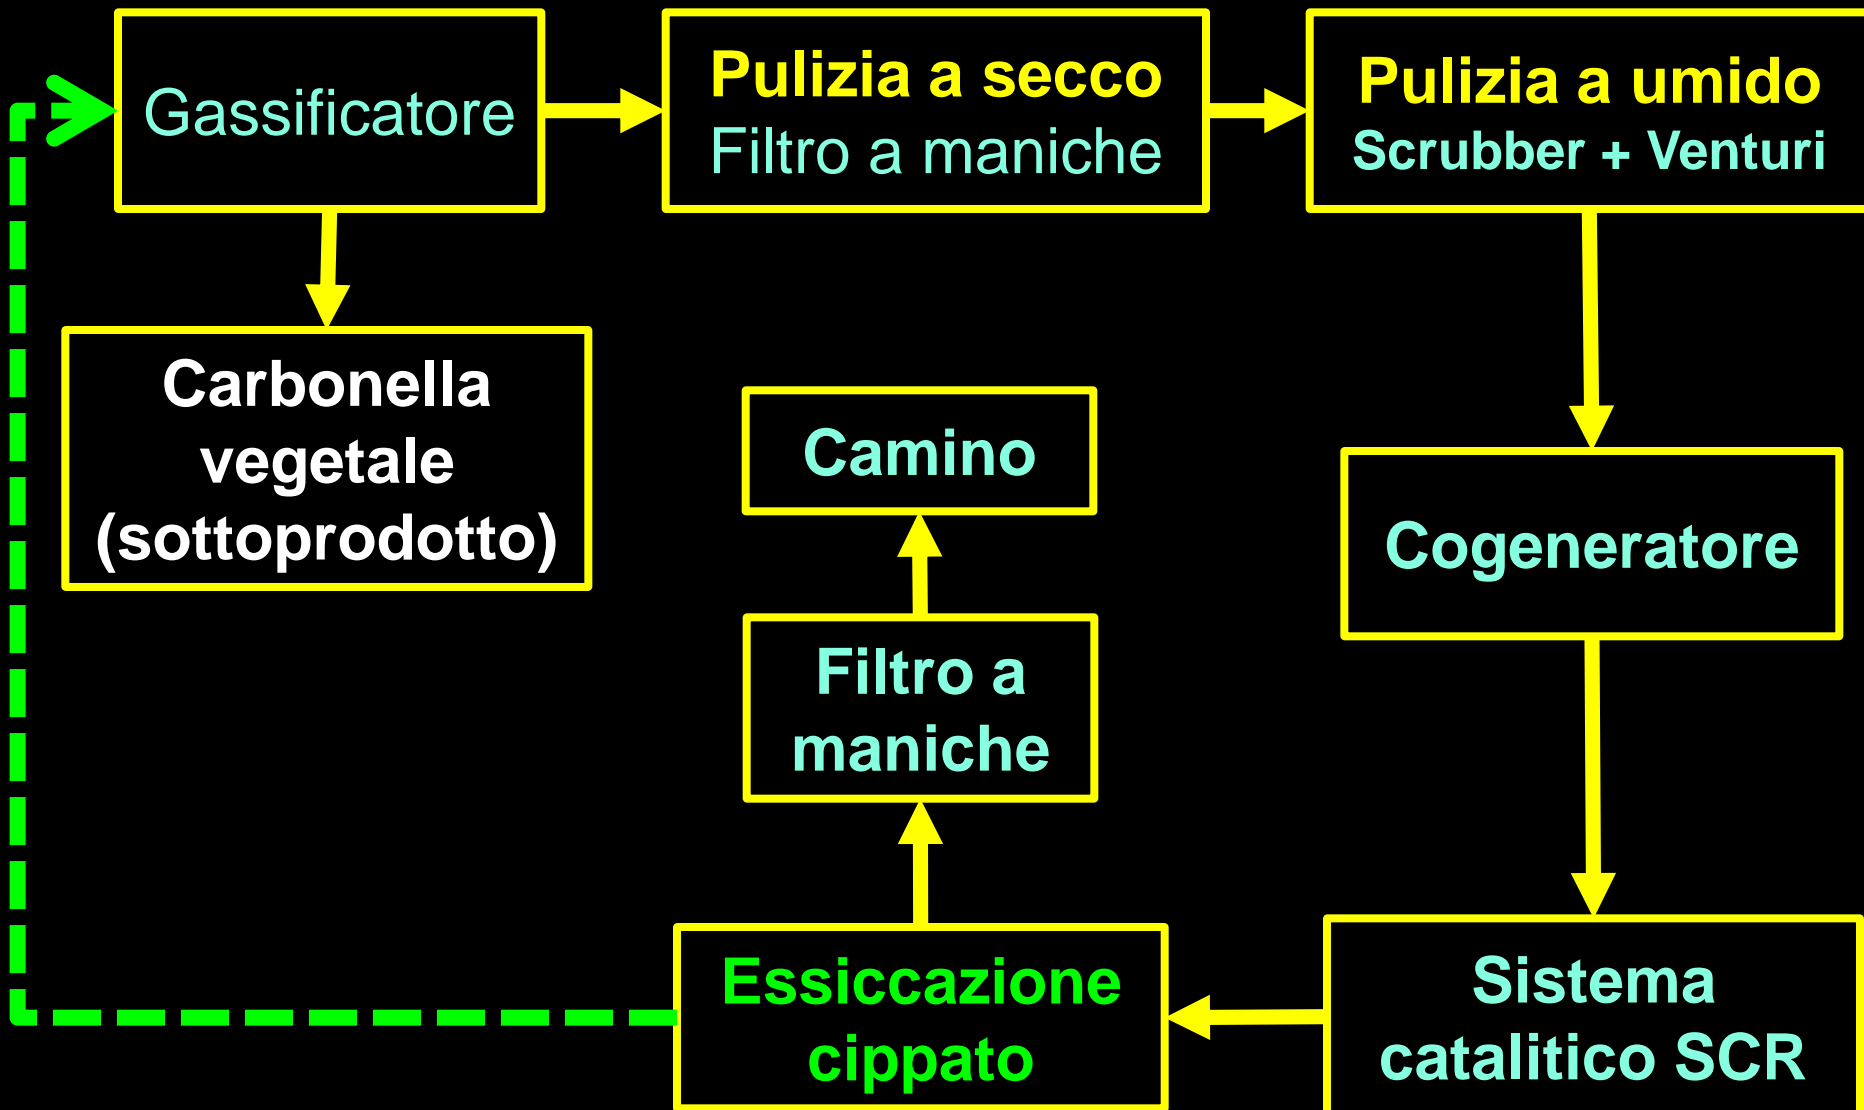 Gassificatore
Pulizia a secco
Filtro a maniche
Pulizia a umido
Scrubber + Venturi
Carbonella
vegetale
(sottoprodotto)
Camino
Cogeneratore
Filtro a
maniche
Essiccazione
cippato
Sistema
catalitico SCR